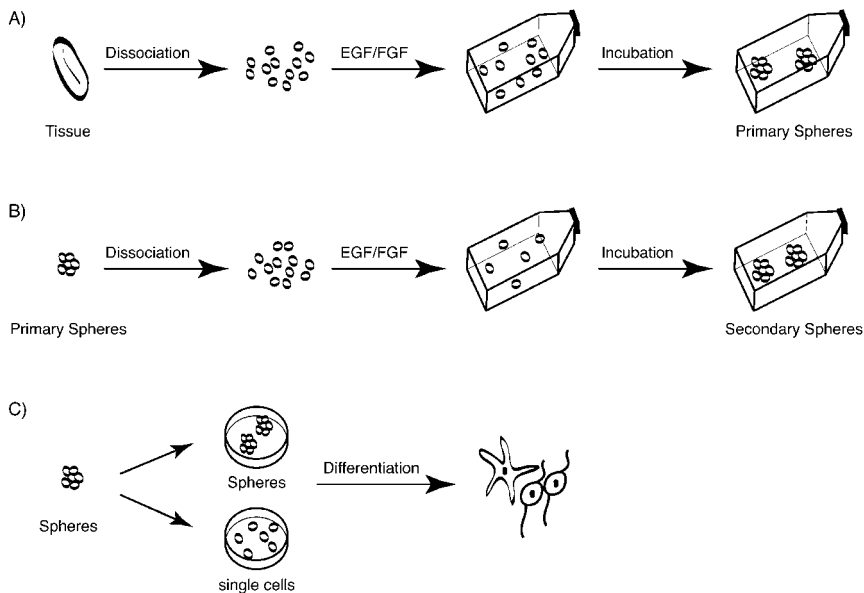 A)
Dissociation
EGF/FGF
Incubation
Tissue
Primary Spheres
B)
Dissociation
EGF/FGF
Incubation
Primary Spheres
Secondary Spheres
C)
Differentiation
Spheres
Spheres
single cells